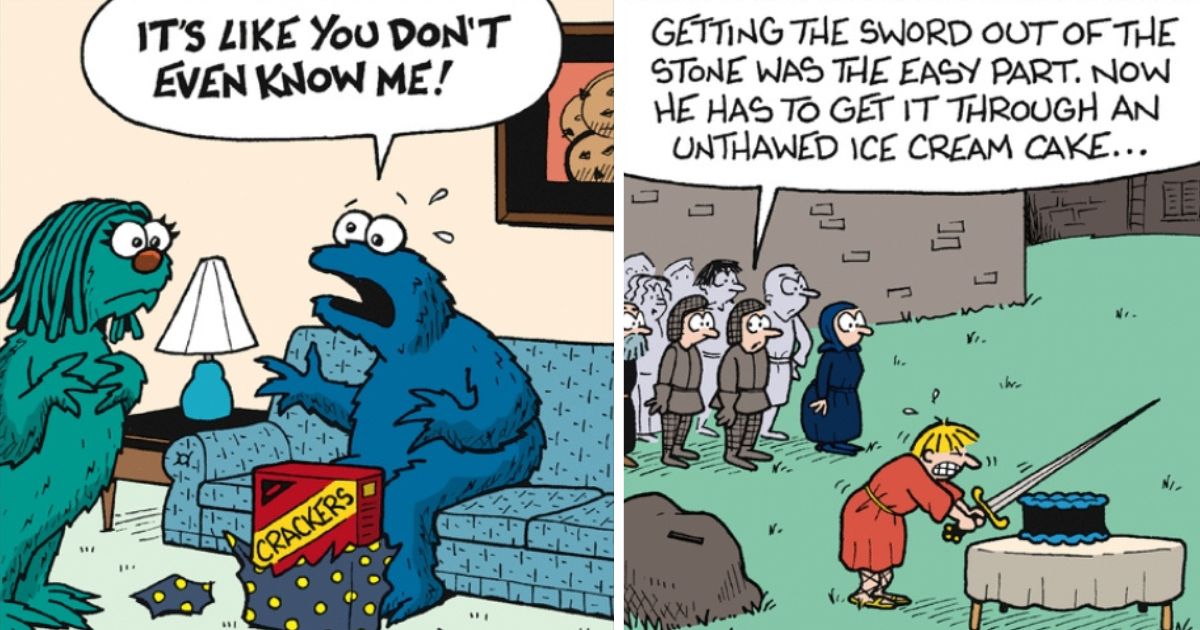 IT'S LIKE YOU DON'T
EVEN KNOW ME!
CRACKERS
GETTING THE SWORD OUT OF THE
STONE WAS THE EASY PART. NOW
HE HAS TO GET IT THROUGH AN
UNTHAWED ICE CREAM CAKE...